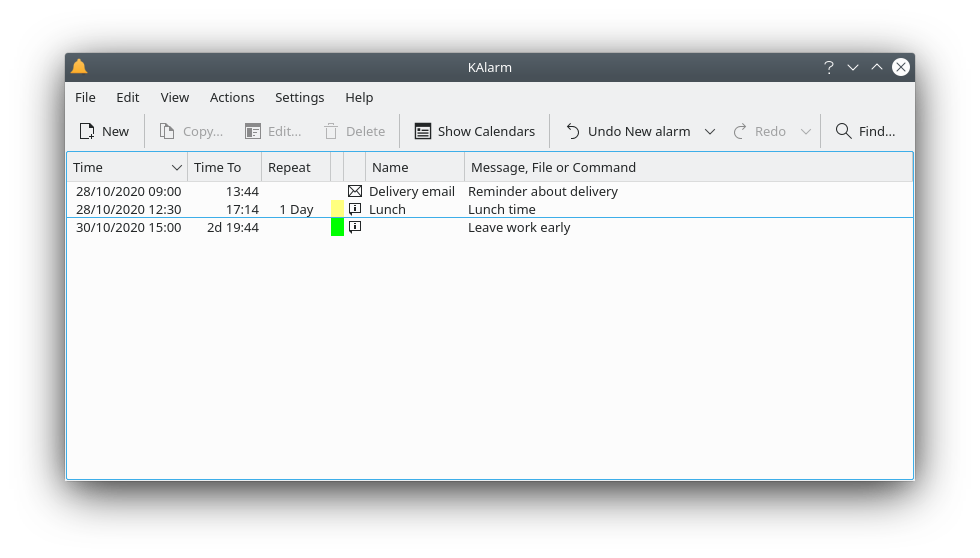 KAlarm
File Edit View Actions Settings Help
New Copy... Edit... Delete Show Calendars Undo New alarm Redo Find...
Time Time To Repeat Name Message, File or Command
28/10/2020 09:00 13:44 Delivery email Reminder about delivery
28/10/2020 12:30 17:14 1 Day Lunch Lunch time
30/10/2020 15:00 2d 19:44 Leave work early